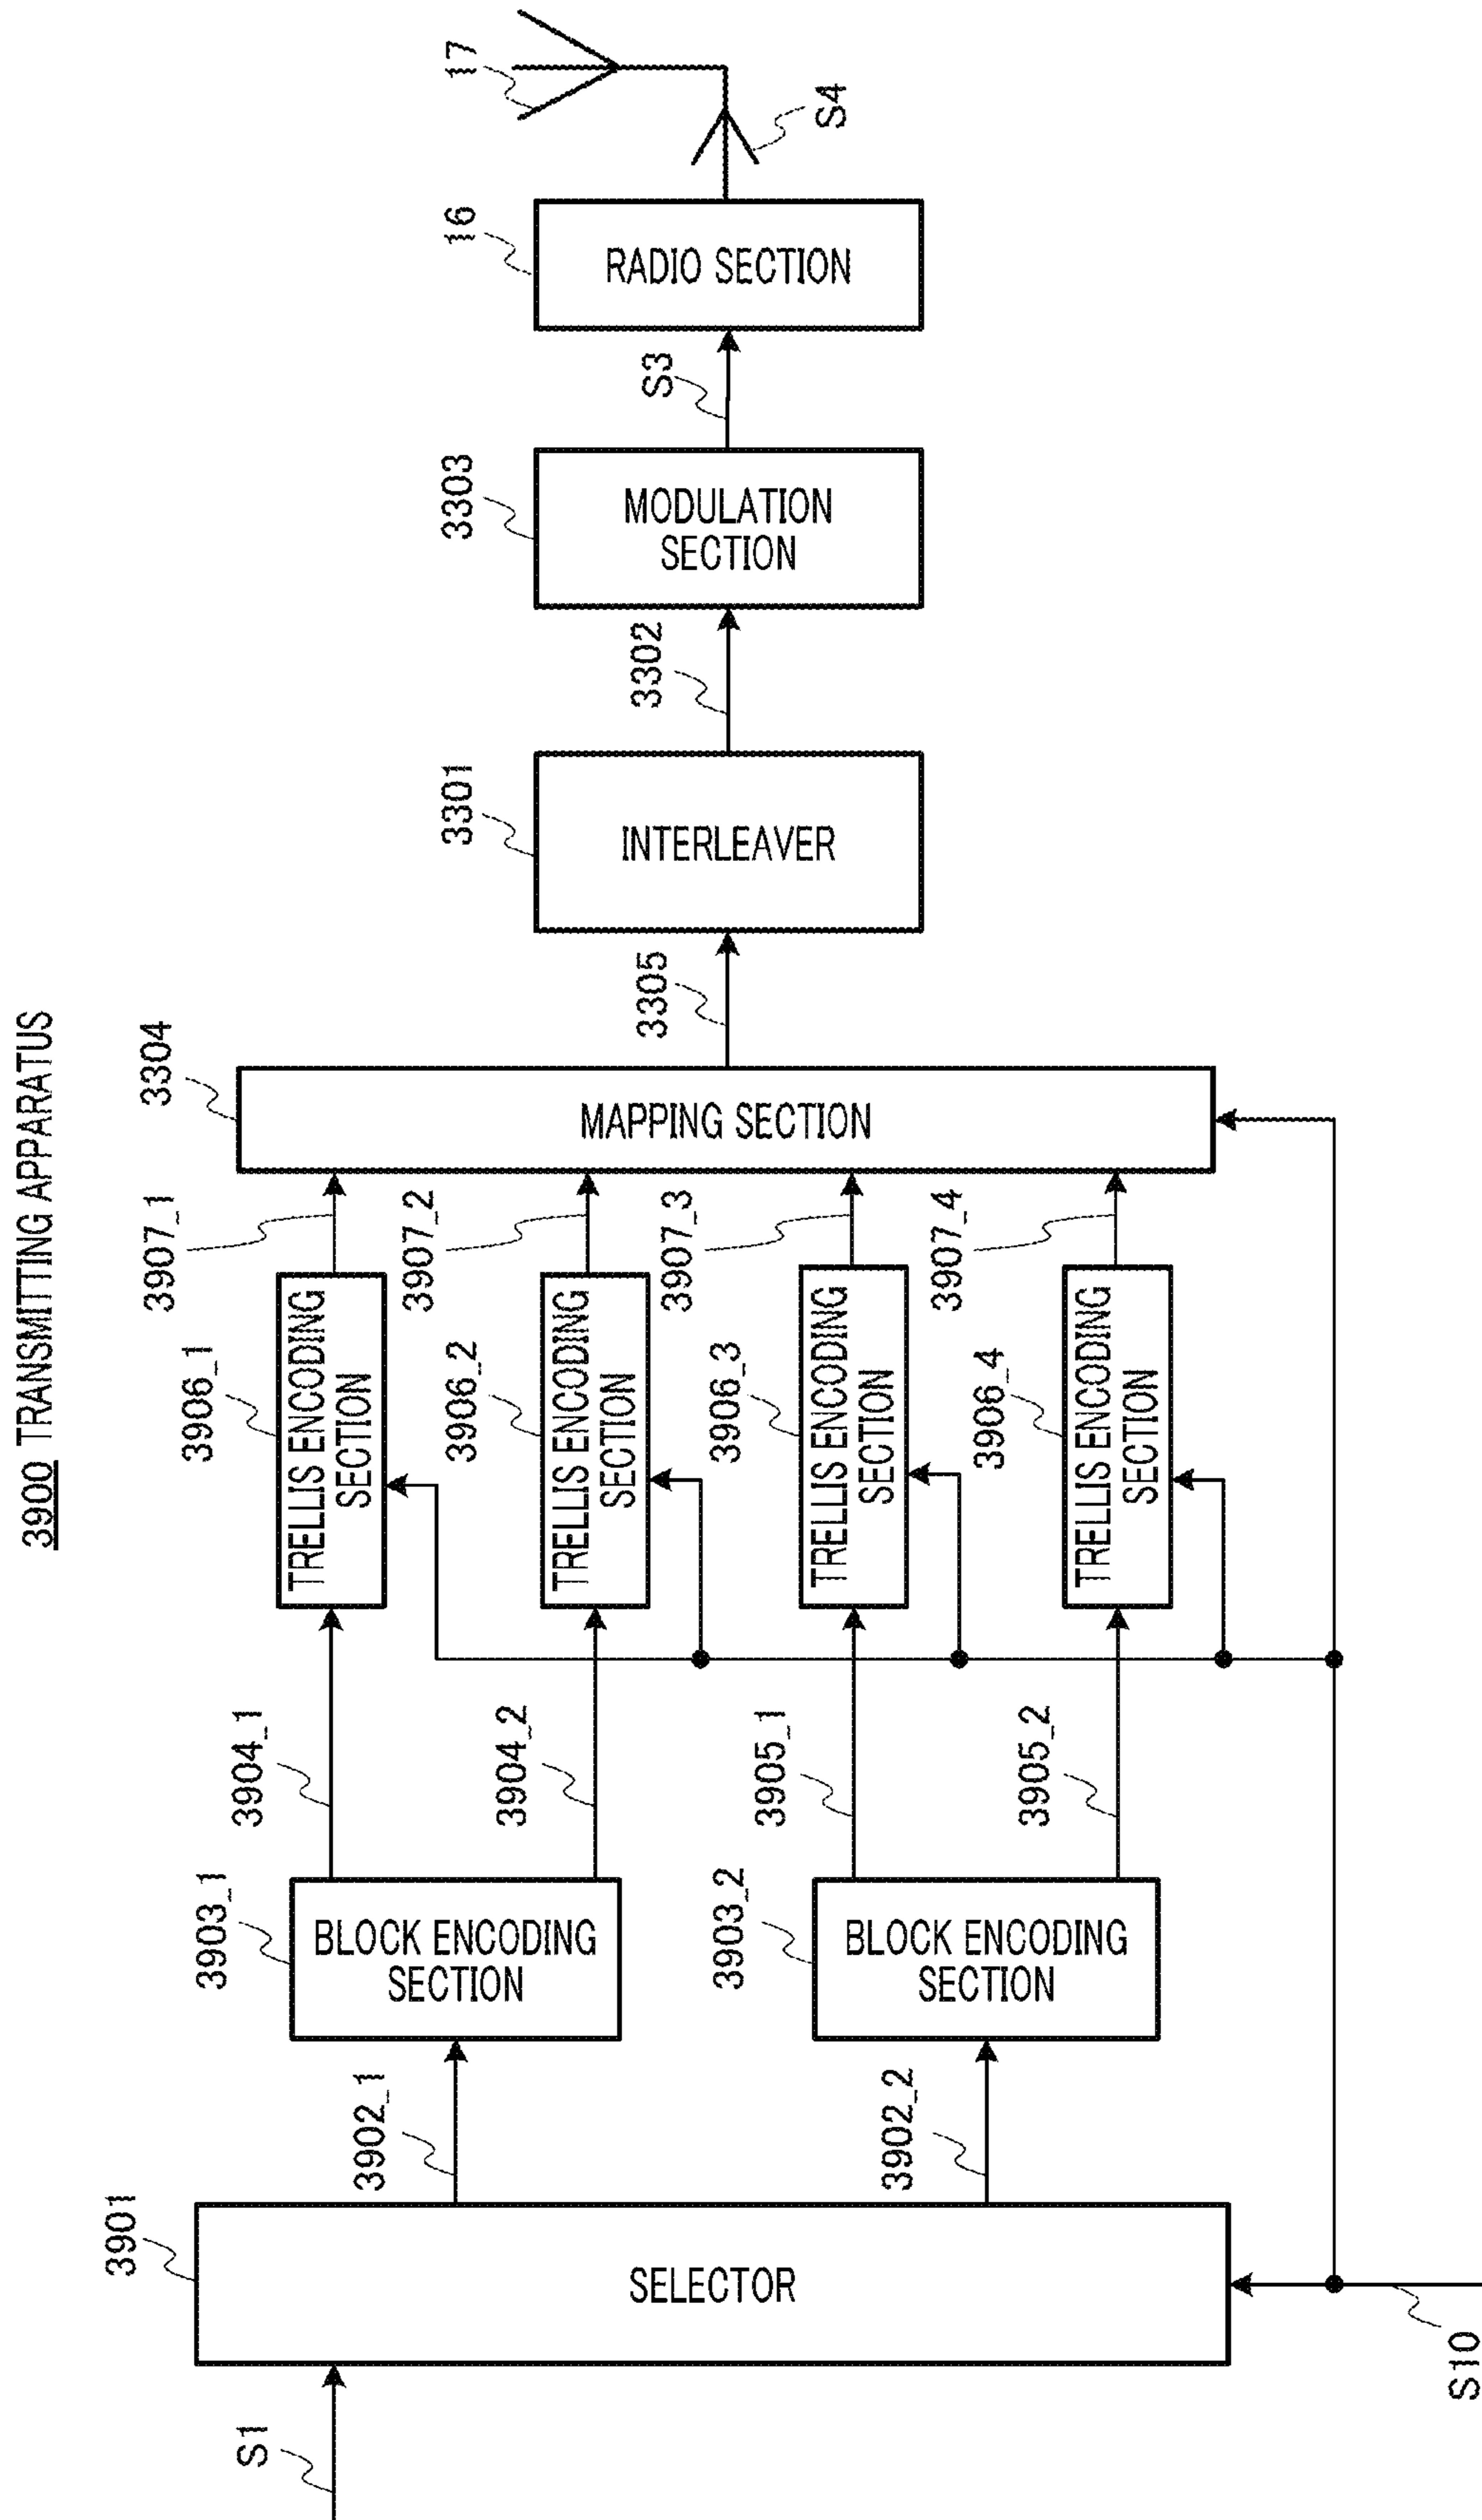 3900 TRANSMITTING APPARATUS
S1
3901
SELECTOR
S10
3902_1
3902_2
3903_1
BLOCK ENCODING
SECTION
3903_2
BLOCK ENCODING
SECTION
3904_1
3904_2
3905_1
3905_2
3906_1
TRELLIS ENCODING
SECTION
3906_2
TRELLIS ENCODING
SECTION
3906_3
TRELLIS ENCODING
SECTION
3906_4
TRELLIS ENCODING
SECTION
3907_1
3907_2
3907_3
3907_4
3304
MAPPING SECTION
3305
3301
INTERLEAVER
3302
3303
MODULATION
SECTION
S3
16
RADIO SECTION
S4
17